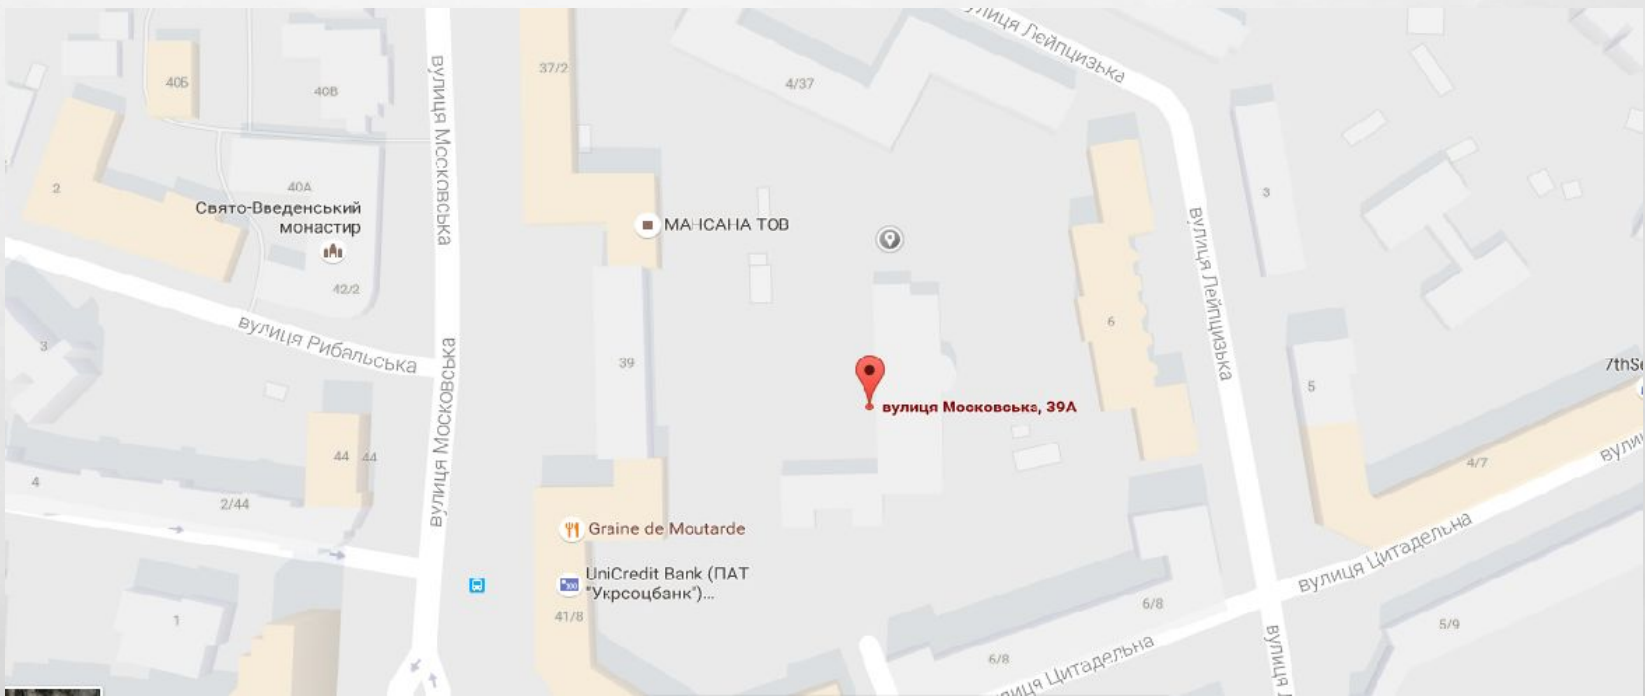 вулиця Лейпцизька
вулиця Московська
37/2
40Б
40В
4/37
2
40А
3
Свято-Введенський
монастир
МАНСАНА ТОВ
вулиця Лейпцизька
42/2
вулиця Рибальська
3
6
39
7thS
5
вулиця Московська, 39А
вулиця Московська
44
44
4/7
4
2/44
Graine de Moutarde
вулиця Цитадельна
UniCredit Bank (ПАТ
"Укрсоцбанк")...
41/8
6/8
1
5/9
6/8
вулиця